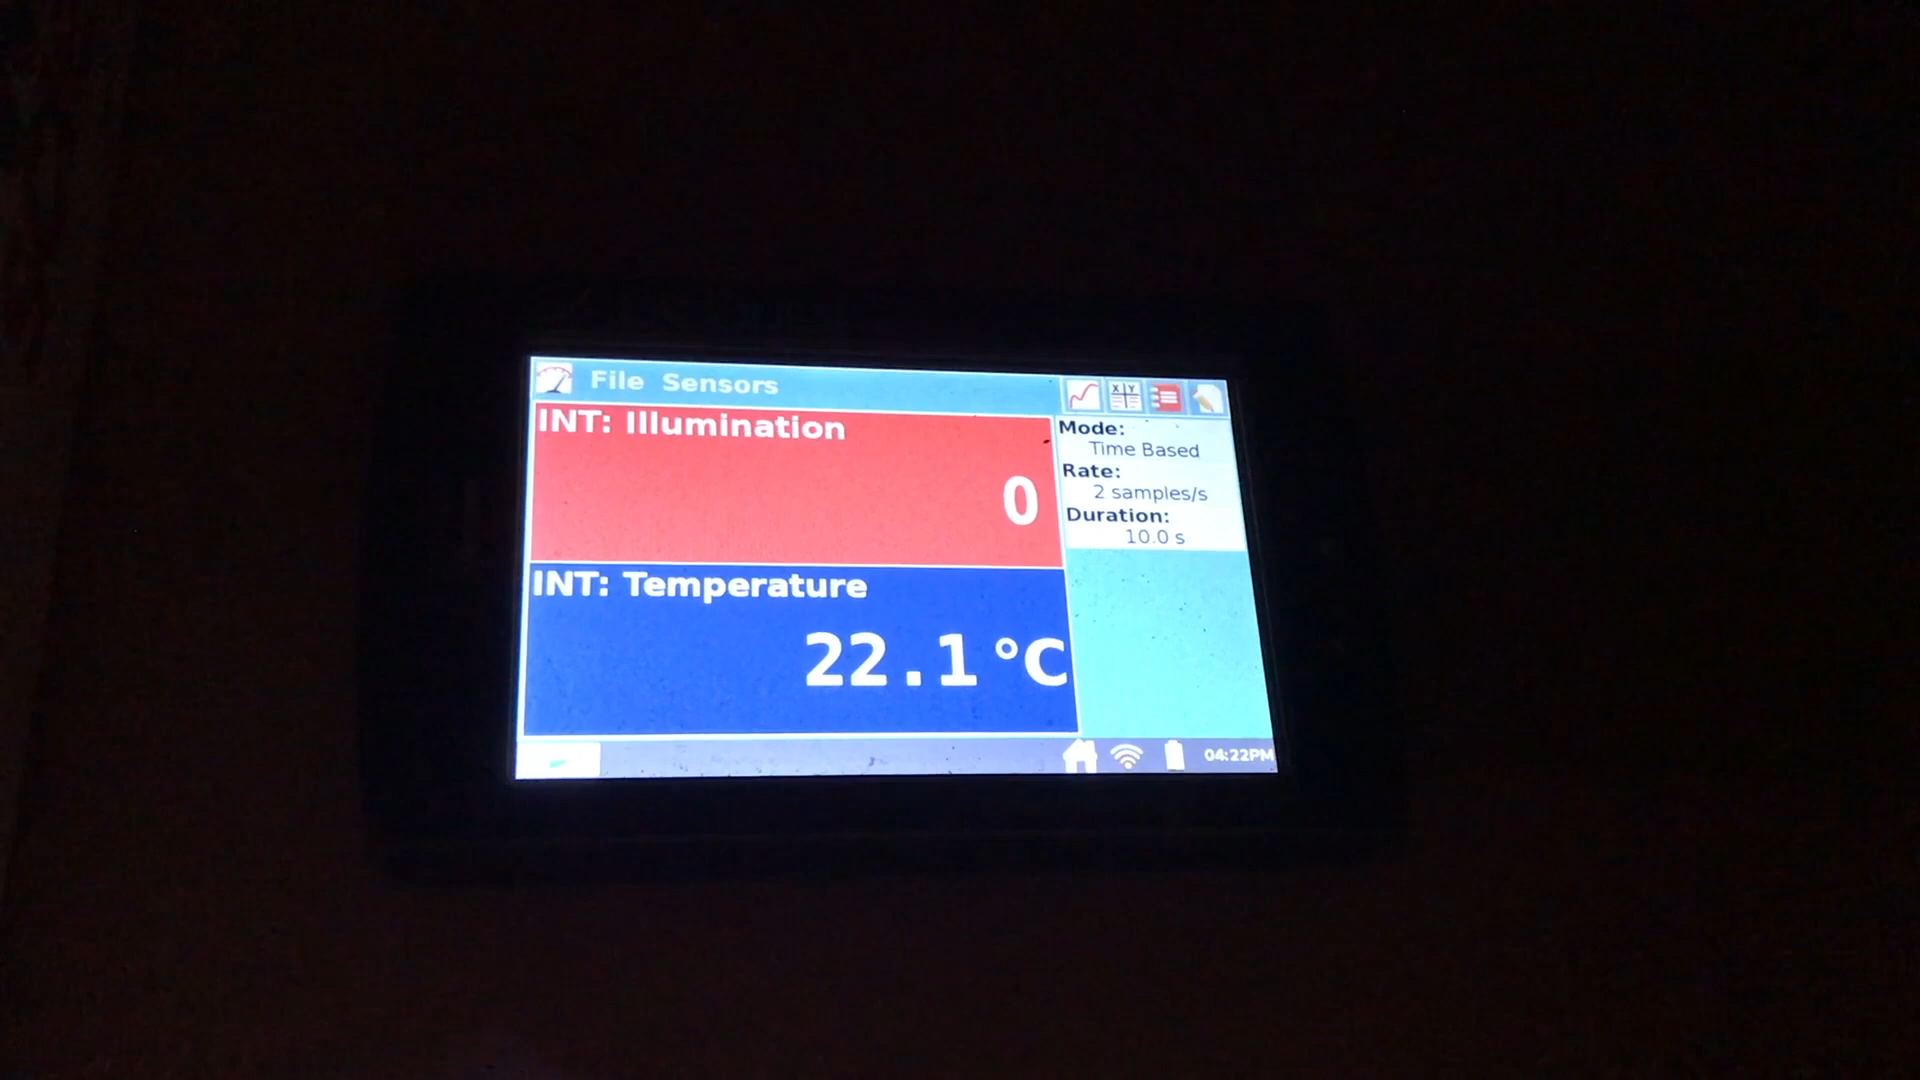 File Sensors
INT: Illumination
0
INT: Temperature
22.1 °C
X Y
Mode:
Time Based
Rate:
2 samples/s
Duration:
10.0 s
04:22PM